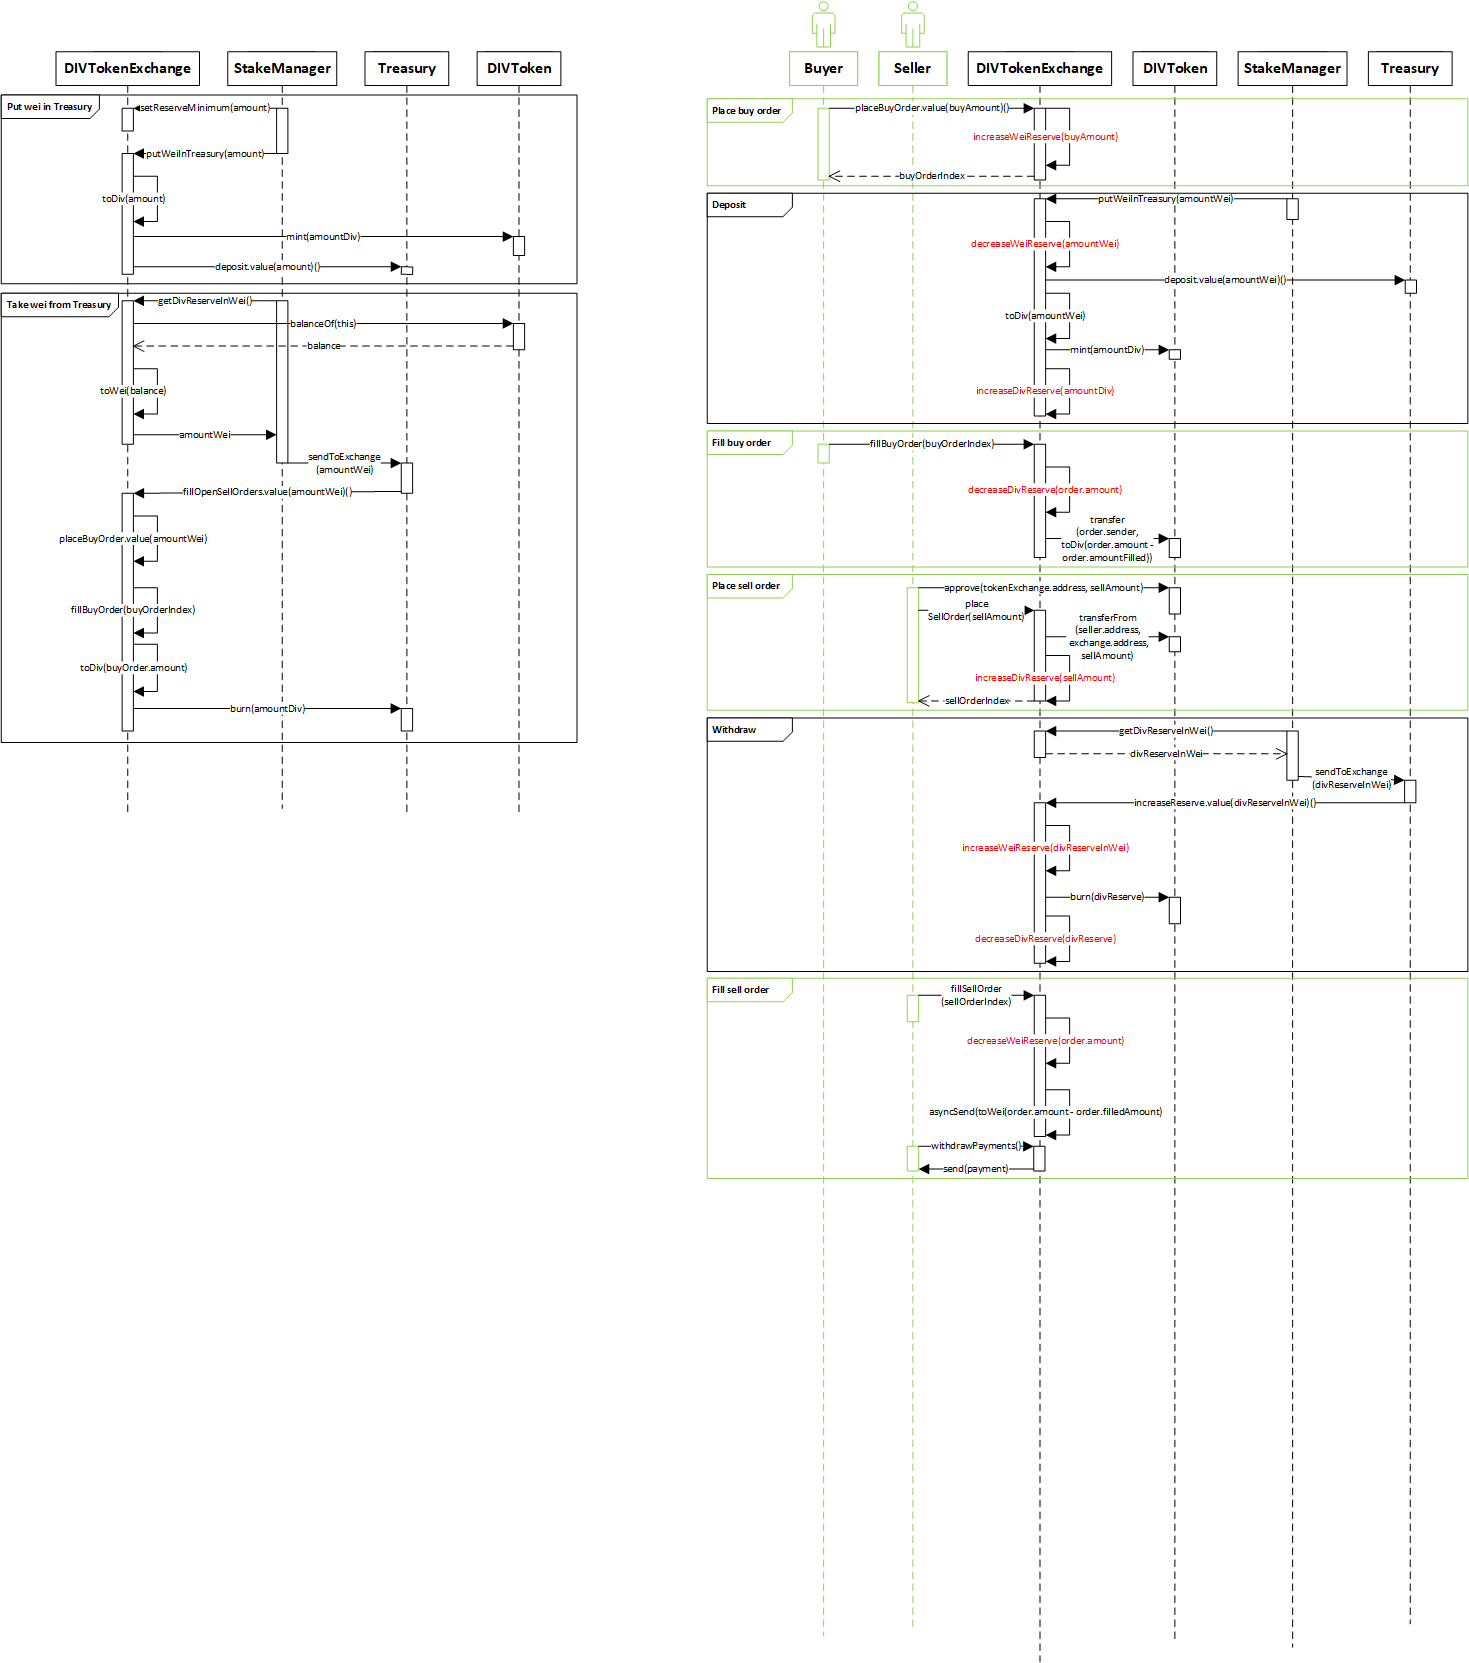 DIVTokenExchange
StakeManager
Treasury
DIVToken
Put wei in Treasury
setReserveMinimum(amount)
putWeiInTreasury(amount)
toDiv(amount)
mint(amountDiv)
deposit.value(amount)()
Take wei from Treasury
getDivReserveInWei()
balanceOf(this)
balance
toWei(balance)
amountWei
sendToExchange
(amountWei)
fillOpenSellOrders.value(amountWei)()
placeBuyOrder.value(amountWei)
fillBuyOrder(buyOrderIndex)
toDiv(buyOrder.amount)
burn(amountDiv)
Buyer
Seller
DIVTokenExchange
DIVToken
StakeManager
Treasury
Place buy order
placeBuyOrder.value(buyAmount)()
increaseWeiReserve(buyAmount)
buyOrderIndex
Deposit
putWeiInTreasury(amountWei)
decreaseWeiReserve(amountWei)
deposit.value(amountWei)()
toDiv(amountWei)
mint(amountDiv)
increaseDivReserve(amountDiv)
Fill buy order
fillBuyOrder(buyOrderIndex)
decreaseDivReserve(order.amount)
transfer
(order.sender,
toDiv(order.amount -
order.amountFilled))
Place sell order
approve(tokenExchange.address, sellAmount)
place
SellOrder(sellAmount)
transferFrom
(seller.address,
exchange.address,
sellAmount)
increaseDivReserve(sellAmount)
sellOrderIndex
Withdraw
getDivReserveInWei()
divReserveInWei
sendToExchange
(divReserveInWei)
increaseReserve.value(divReserveInWei)()
increaseWeiReserve(divReserveInWei)
burn(divReserve)
decreaseDivReserve(divReserve)
Fill sell order
fillSellOrder
(sellOrderIndex)
decreaseWeiReserve(order.amount)
asyncSend(toWei(order.amount - order.filledAmount)
withdrawPayments()
send(payment)